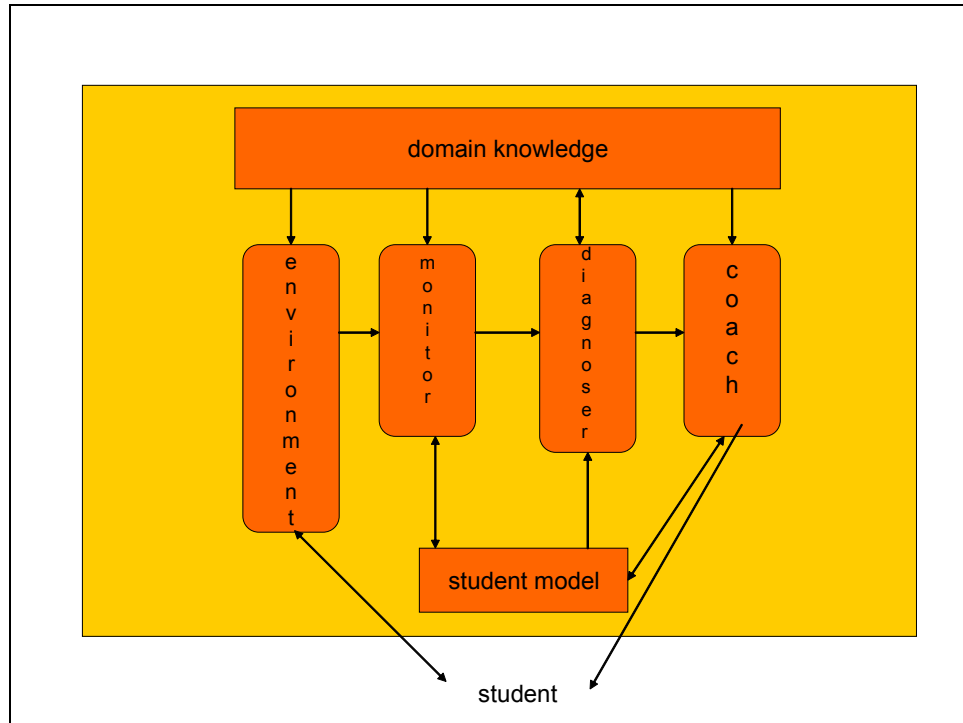 domain knowledge
environment
monitor
diagnoser
coach
student model
student